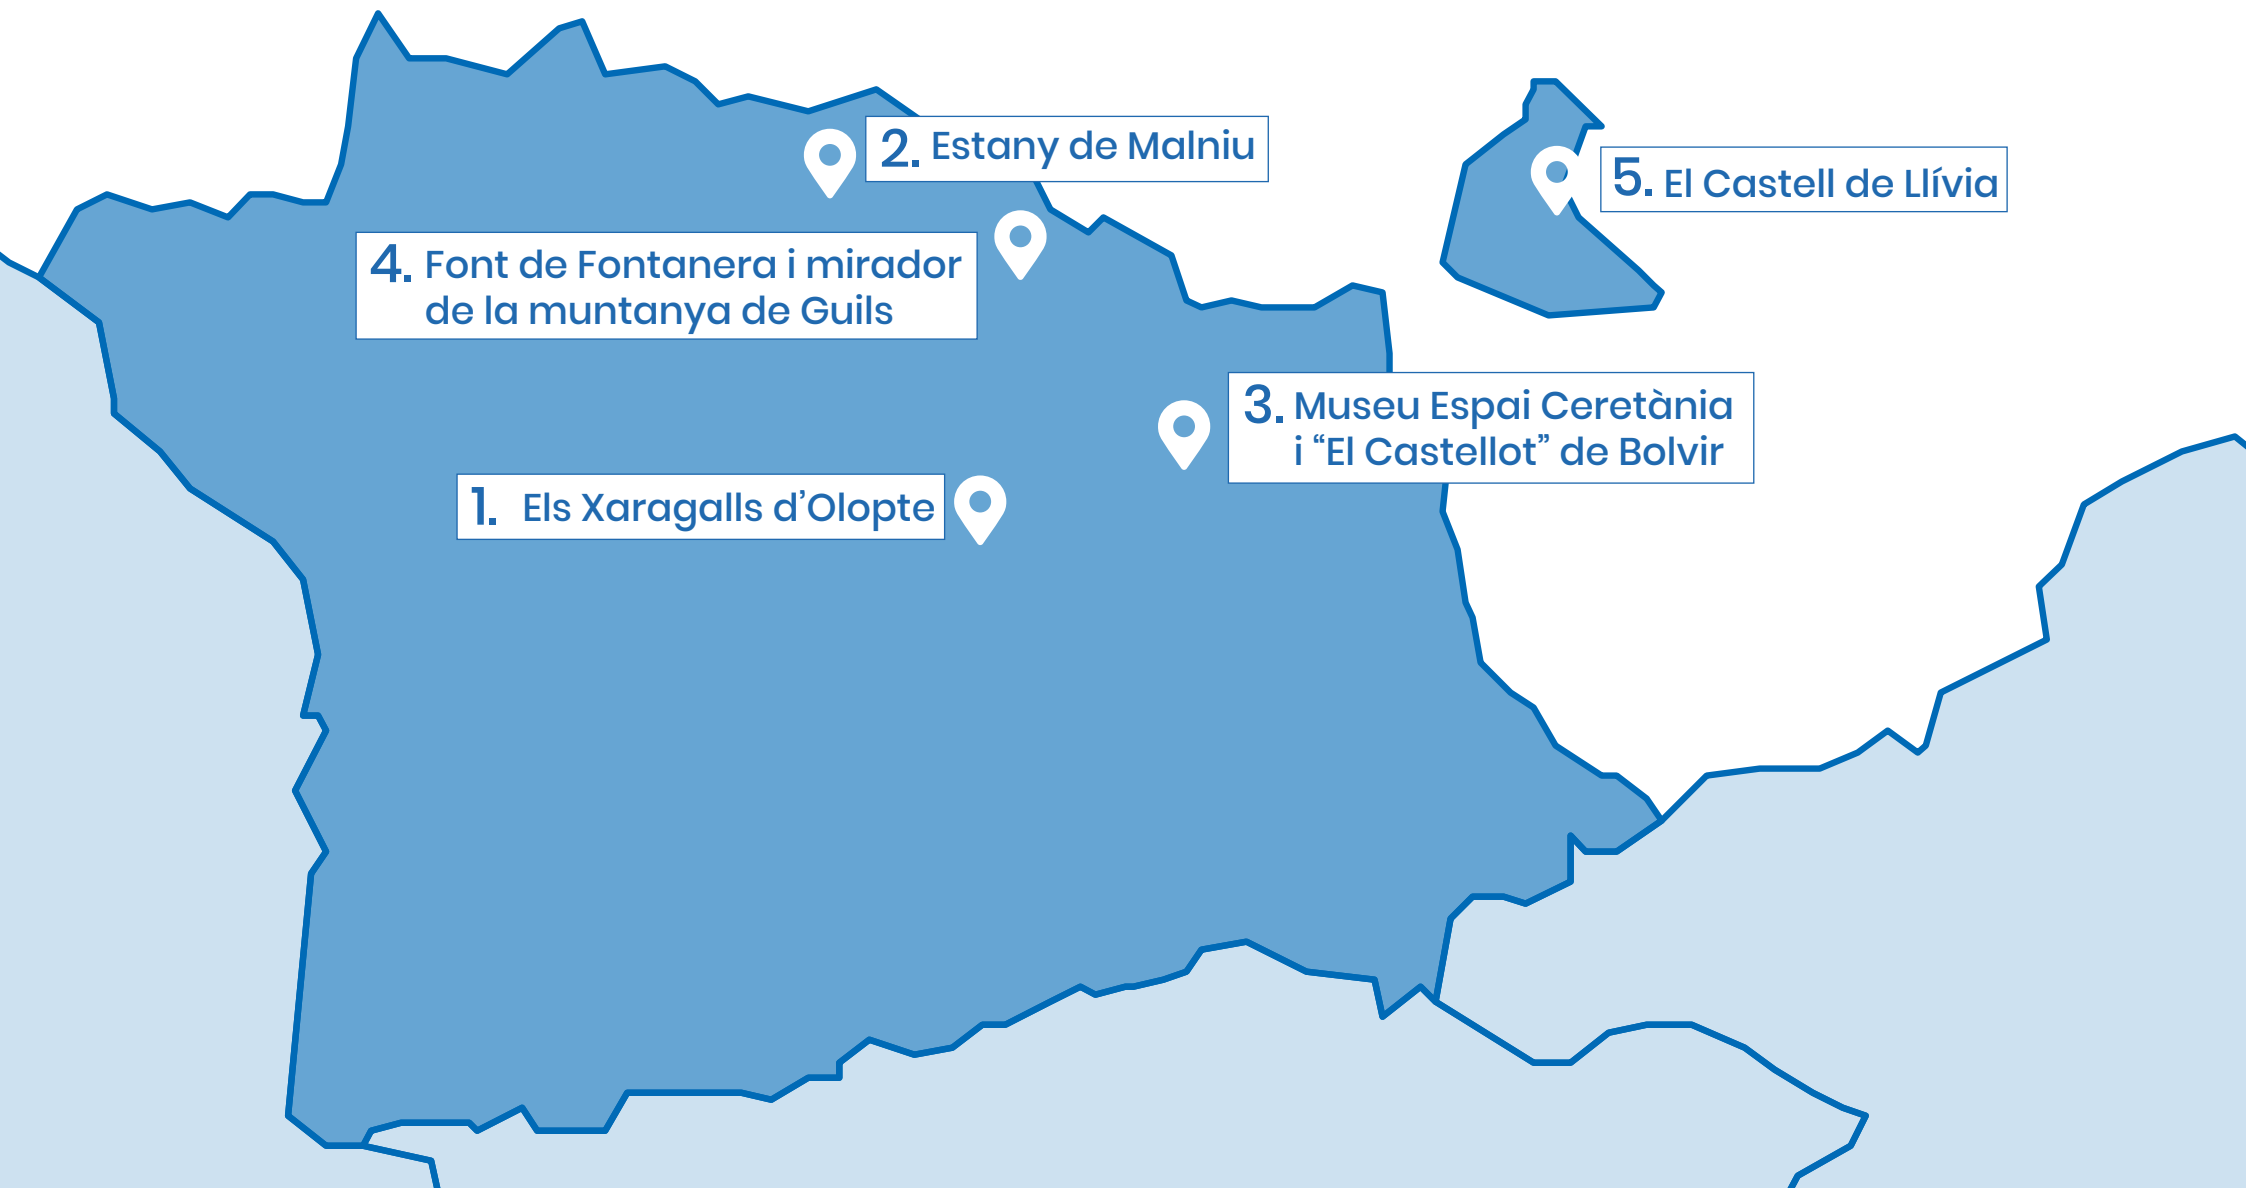 2. Estany de Malniu
5. El Castell de Llívia
4. Font de Fontanera i mirador
de la muntanya de Guils
3. Museu Espai Ceretània
i “El Castellot” de Bolvir
1. Els Xaragalls d’Olopte